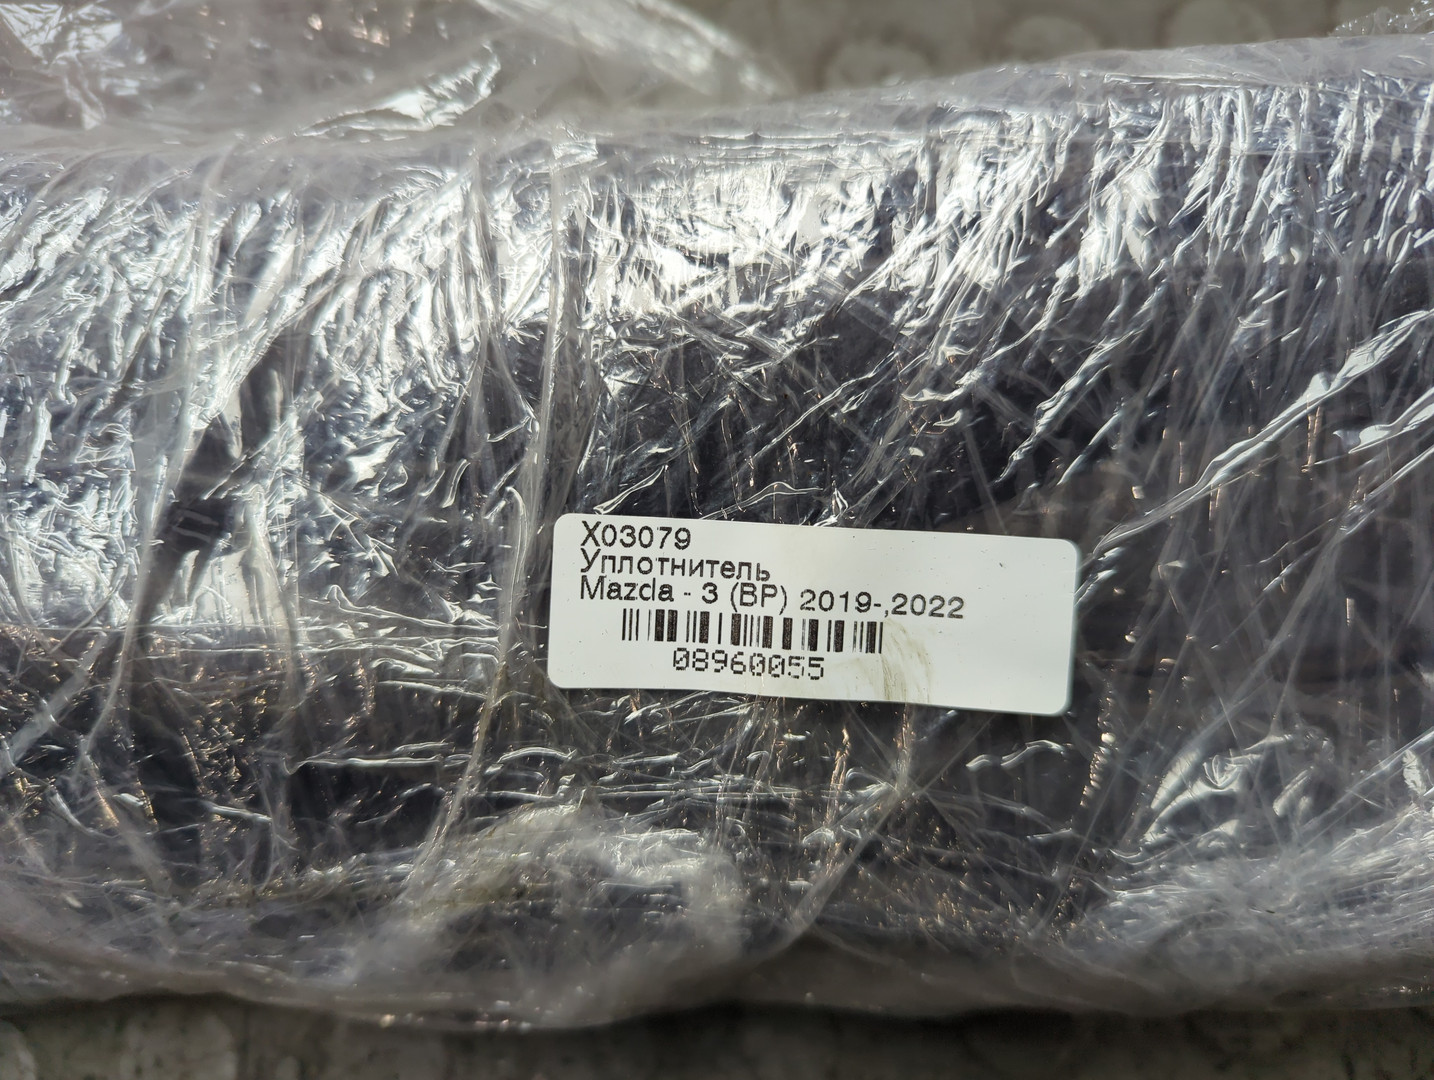 X03079
Уплотнитель
Mazda - 3 (BP) 2019-,2022
08960055